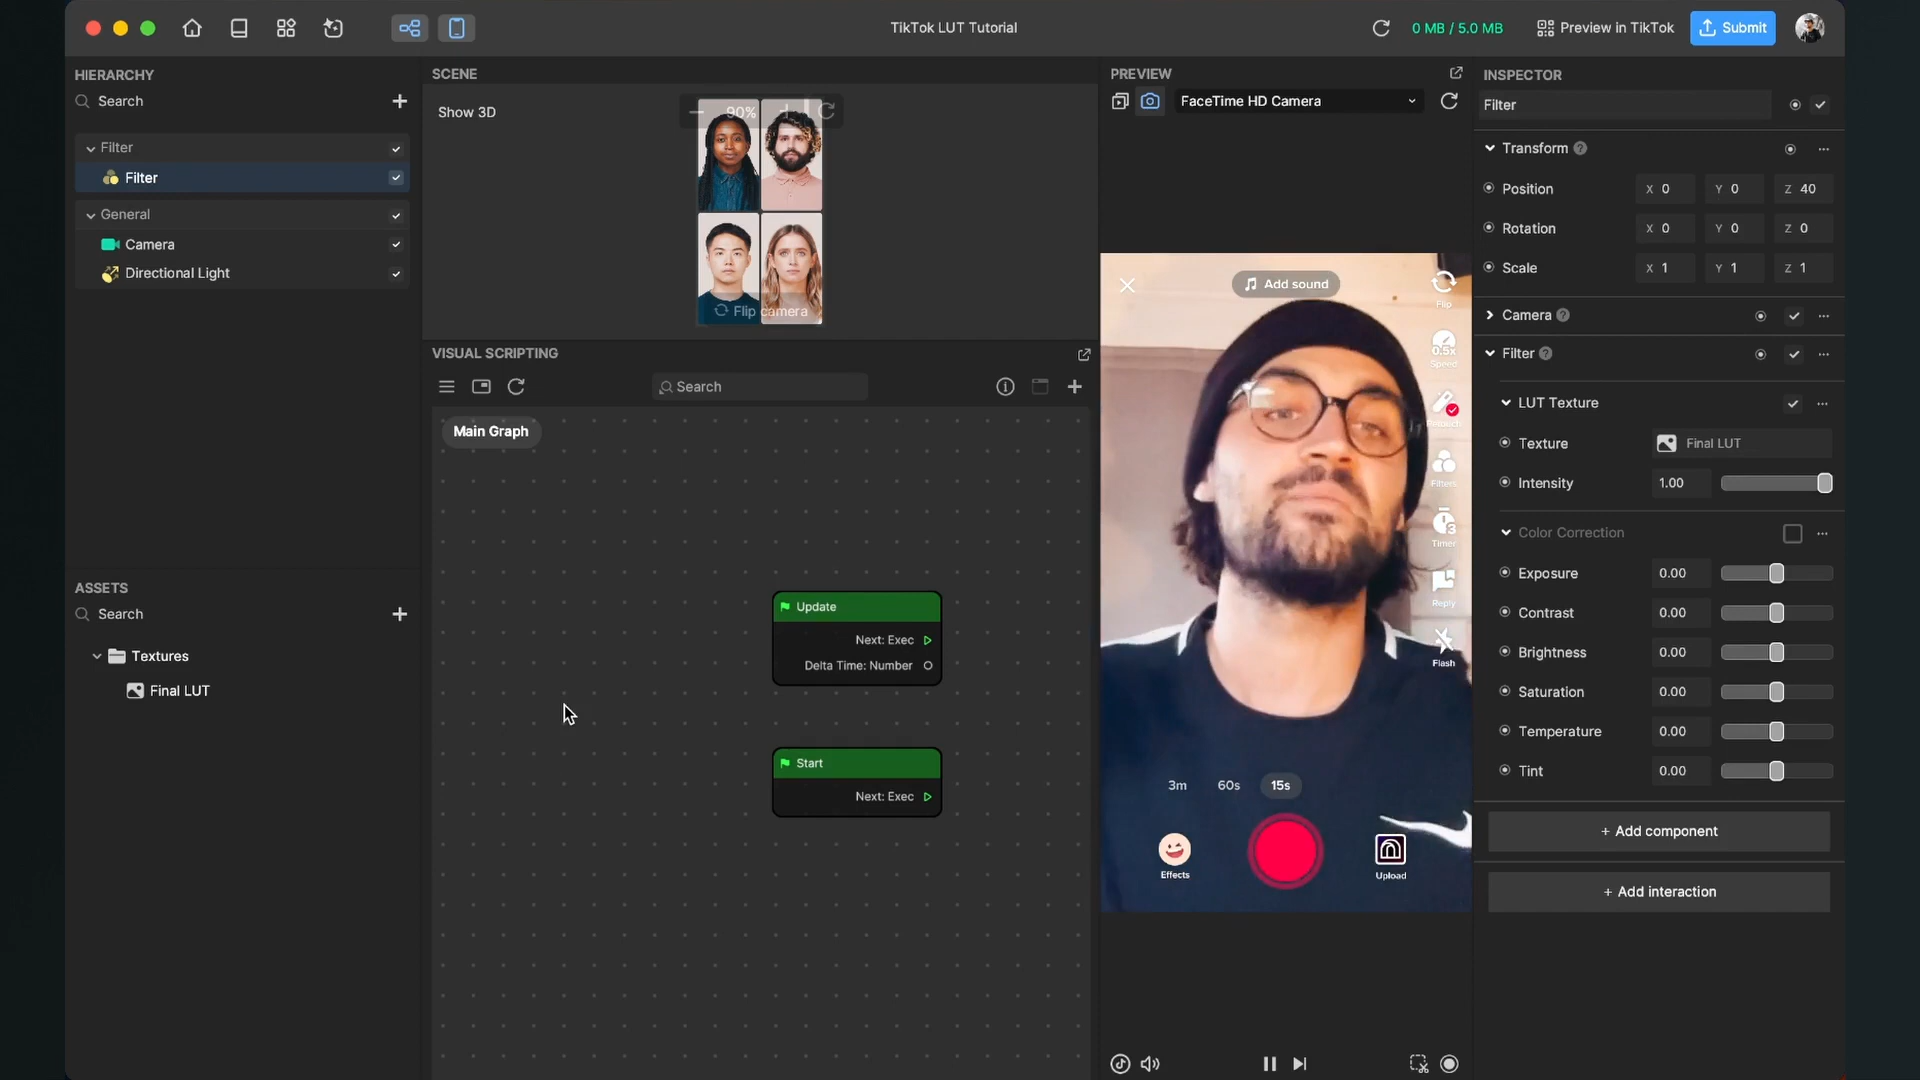 TikTok LUT Tutorial
0 MB / 5.0 MB
Preview in TikTok
Submit
HIERARCHY
Search
Filter
Filter
General
Camera
Directional Light
ASSETS
Search
Textures
Final LUT
SCENE
Show 3D
90%
Flip camera
VISUAL SCRIPTING
Search
Main Graph
Update
Next: Exec
Delta Time: Number
Start
Next: Exec
PREVIEW
FaceTime HD Camera
Add sound
Flip
0.5x
Speed
Filters
3
Timer
Reply
Flash
3m 60s 15s
Effects
Upload
INSPECTOR
Filter
Transform
Position X 0 Y 0 Z 40
Rotation X 0 Y 0 Z 0
Scale X 1 Y 1 Z 1
Camera
Filter
LUT Texture
Texture Final LUT
Intensity 1.00
Color Correction
Exposure 0.00
Contrast 0.00
Brightness 0.00
Saturation 0.00
Temperature 0.00
Tint 0.00
+ Add component
+ Add interaction